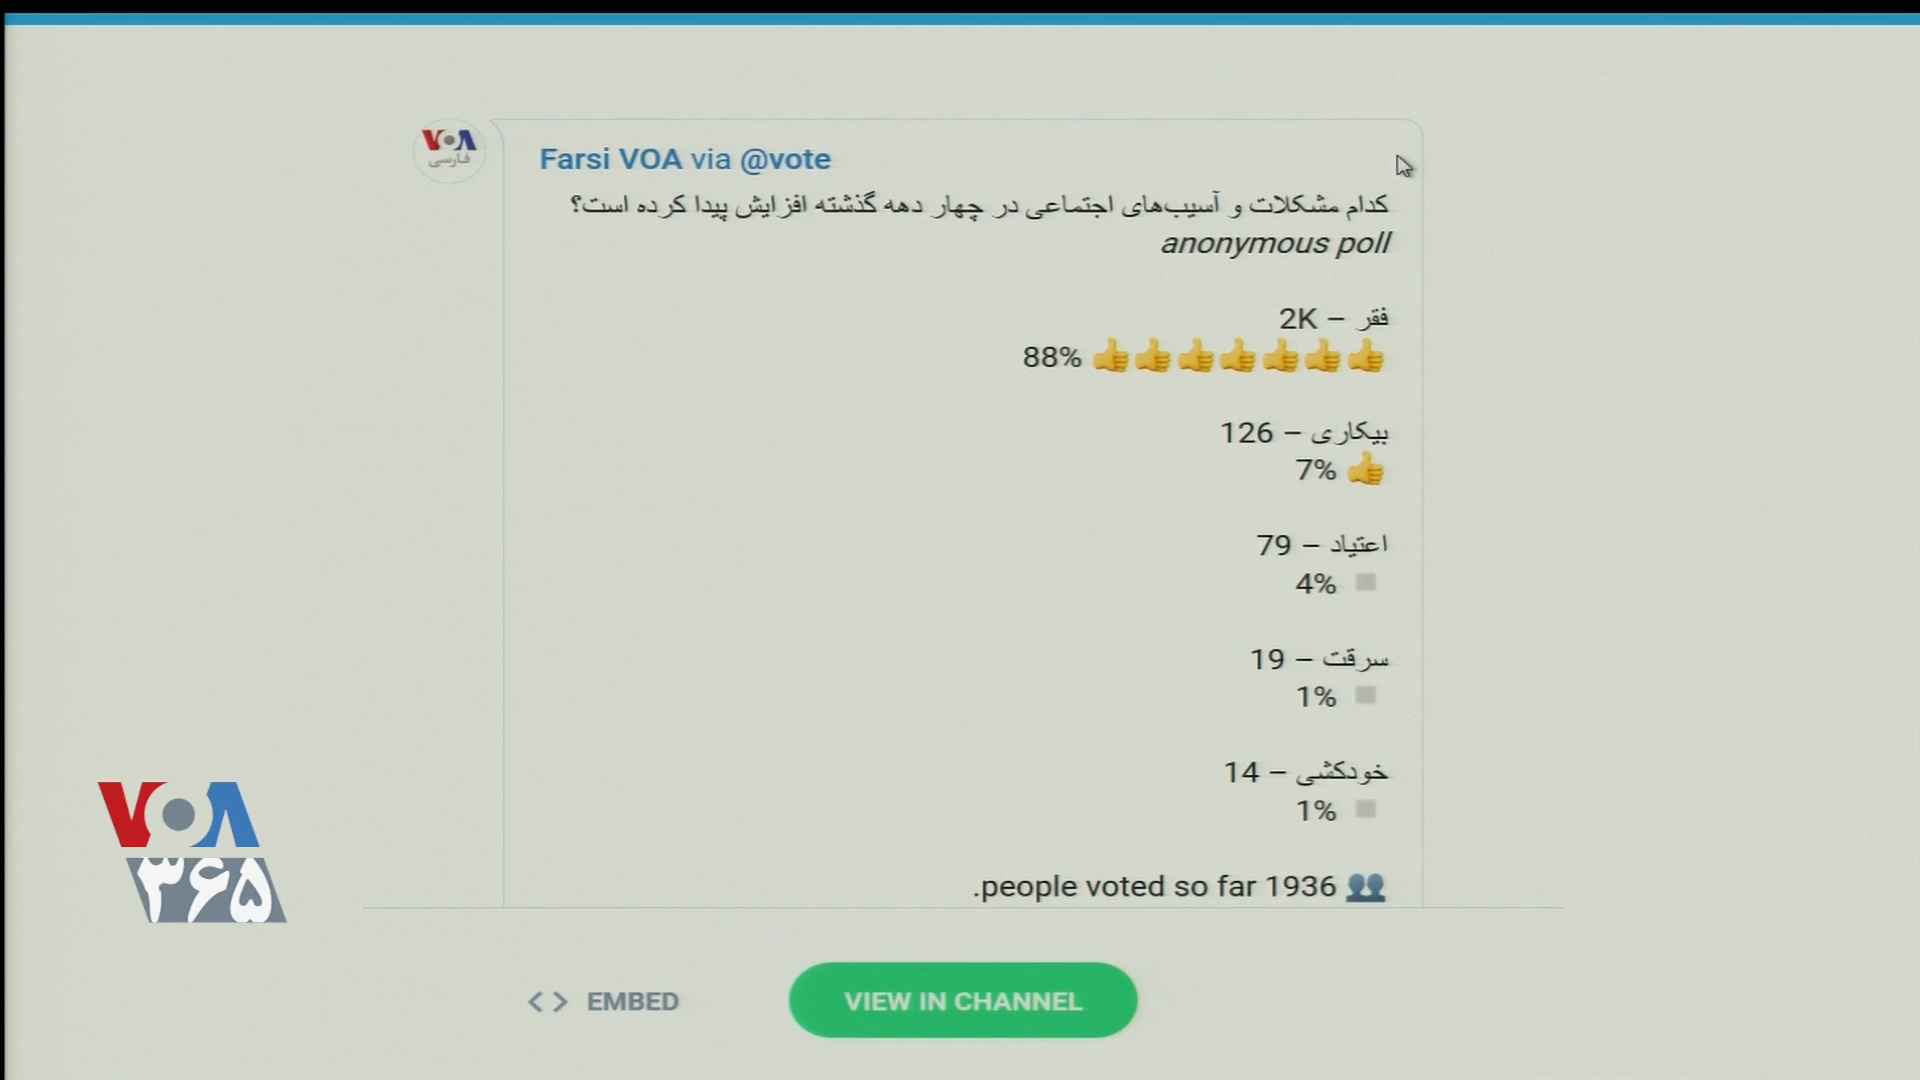 VOA
فارسی
Farsi VOA via @vote
کدام مشکلات و آسیب‌های اجتماعی در چهار دهه گذشته افزایش پیدا کرده است؟
anonymous poll
فقر – 2K
👍👍👍👍👍👍👍 88%
بیکاری – 126
👍 7%
اعتیاد – 79
▫️ 4%
سرقت – 19
▫️ 1%
خودکشی – 14
▫️ 1%
👥 1936 people voted so far.
VOA
۳۶۵
<> EMBED
VIEW IN CHANNEL